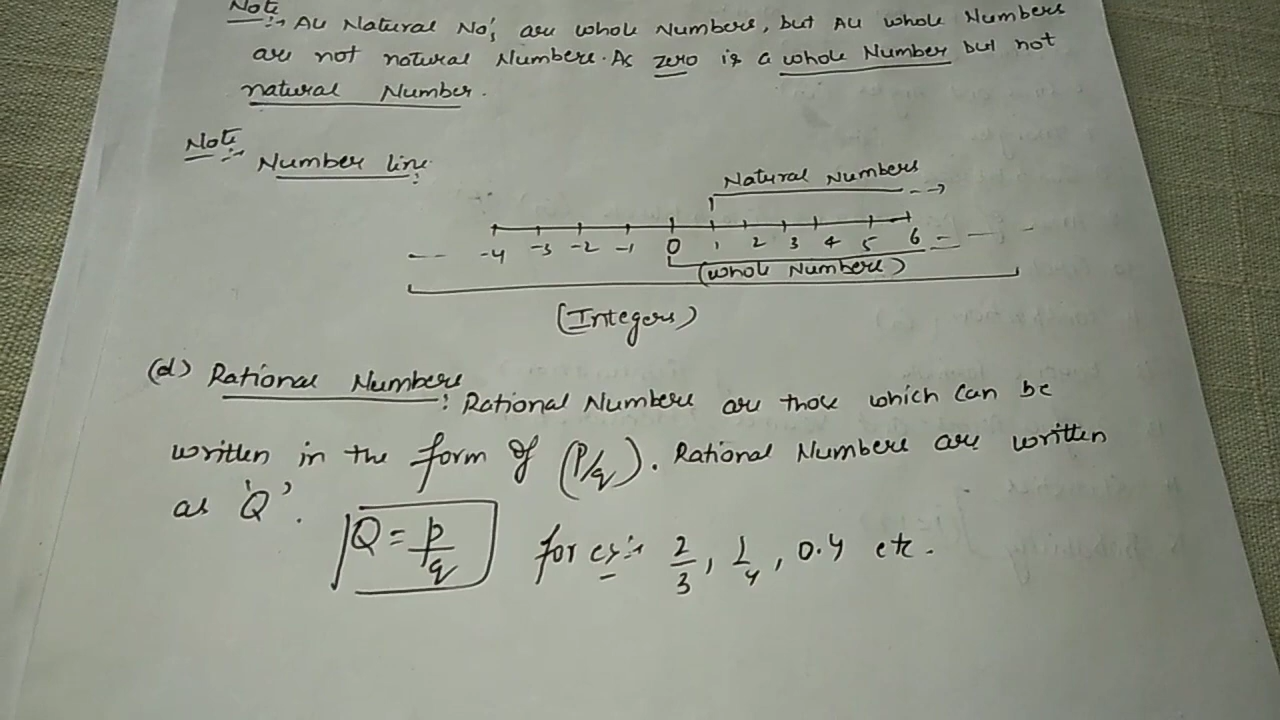 Note :- All Natural No's are whole Numbers, but All whole Numbers
are not natural Numbers. As zero is a whole Number but not
natural Number.
Note :- Number line:
Natural Numbers
-- -4 -3 -2 -1 0 1 2 3 4 5 6 - - -
(whole Numbers)
(Integers)
(d) Rational Numbers : Rational Numbers are those which can be
written in the form of (P/q). Rational Numbers are written
as 'Q'.
Q = p/q for es:- 2/3, 1/4, 0.4 etc.